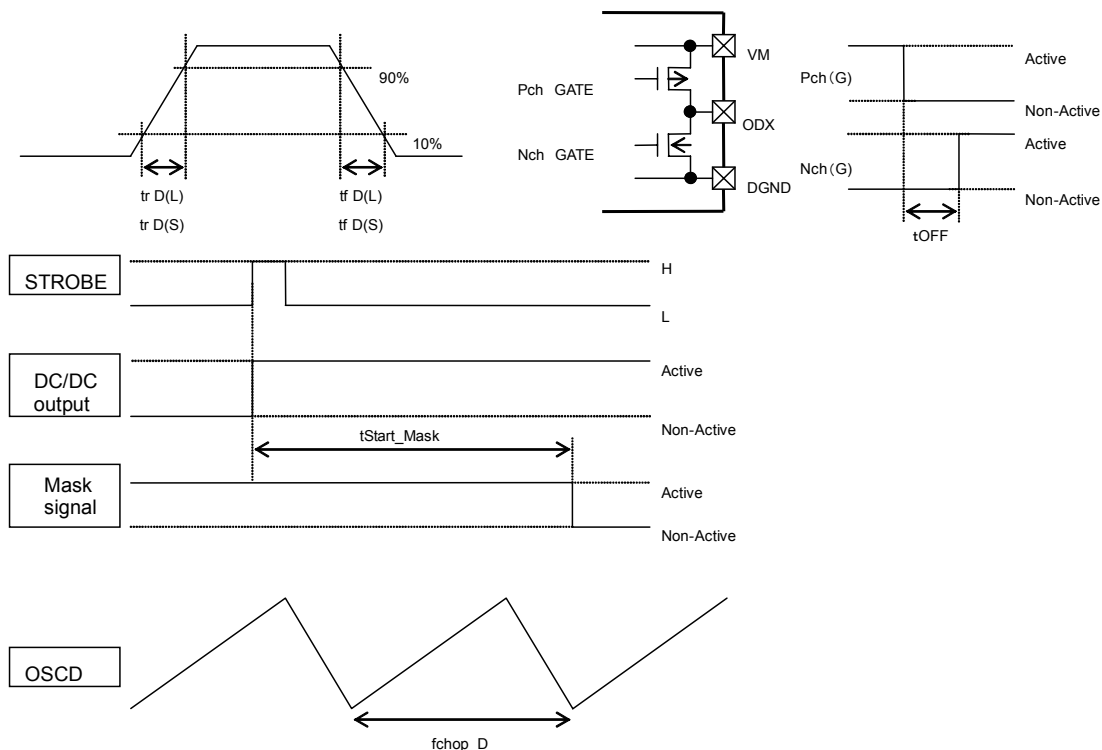 90%
10%
tr D(L)
tr D(S)
tf D(L)
tf D(S)
Pch GATE
Nch GATE
VM
ODX
DGND
Pch(G)
Active
Non-Active
Nch(G)
Active
Non-Active
tOFF
STROBE
H
L
DC/DC
output
Active
Non-Active
tStart_Mask
Mask
signal
Active
Non-Active
OSCD
fchop_D